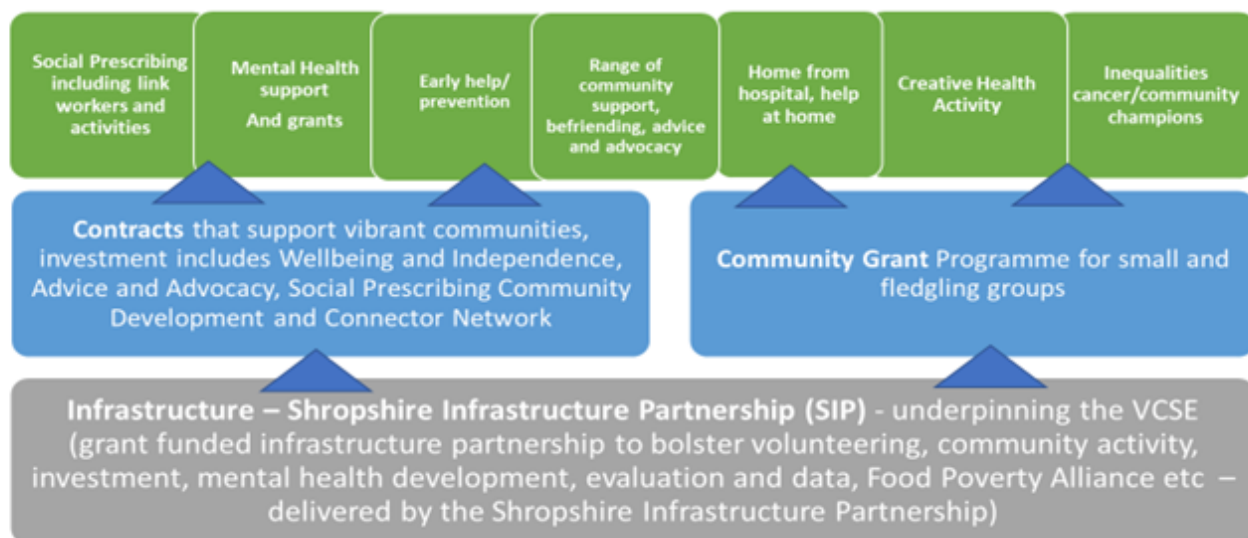 Social Prescribing
including link
workers and
activities
Mental Health
support
And grants
Early help/
prevention
Range of
community
support,
befriending, advice
and advocacy
Home from
hospital, help
at home
Creative Health
Activity
Inequalities
cancer/community
champions
Contracts that support vibrant communities,
investment includes Wellbeing and Independence,
Advice and Advocacy, Social Prescribing Community
Development and Connector Network
Community Grant Programme for small and
fledgling groups
Infrastructure – Shropshire Infrastructure Partnership (SIP) - underpinning the VCSE
(grant funded infrastructure partnership to bolster volunteering, community activity,
investment, mental health development, evaluation and data, Food Poverty Alliance etc –
delivered by the Shropshire Infrastructure Partnership)